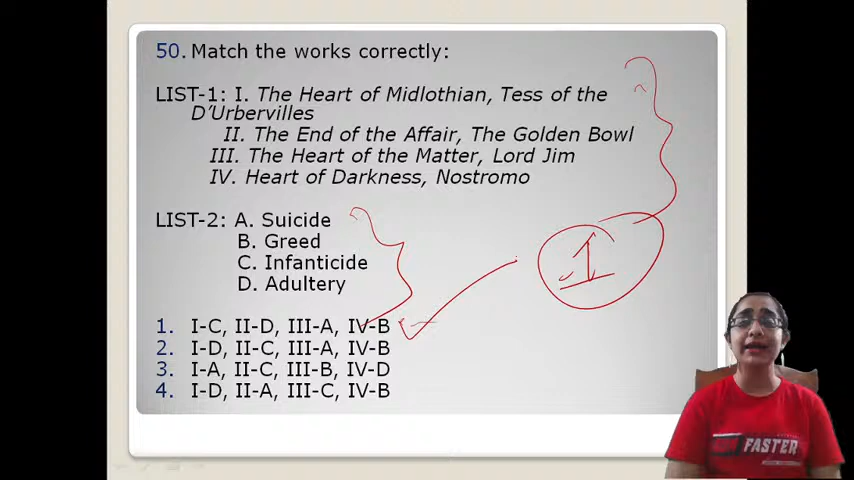 50. Match the works correctly:
LIST-1: I. The Heart of Midlothian, Tess of the
D'Urbervilles
II. The End of the Affair, The Golden Bowl
III. The Heart of the Matter, Lord Jim
IV. Heart of Darkness, Nostromo
LIST-2: A. Suicide
B. Greed
C. Infanticide
D. Adultery
1. I-C, II-D, III-A, IV-B
2. I-D, II-C, III-A, IV-B
3. I-A, II-C, III-B, IV-D
4. I-D, II-A, III-C, IV-B
1
FASTER